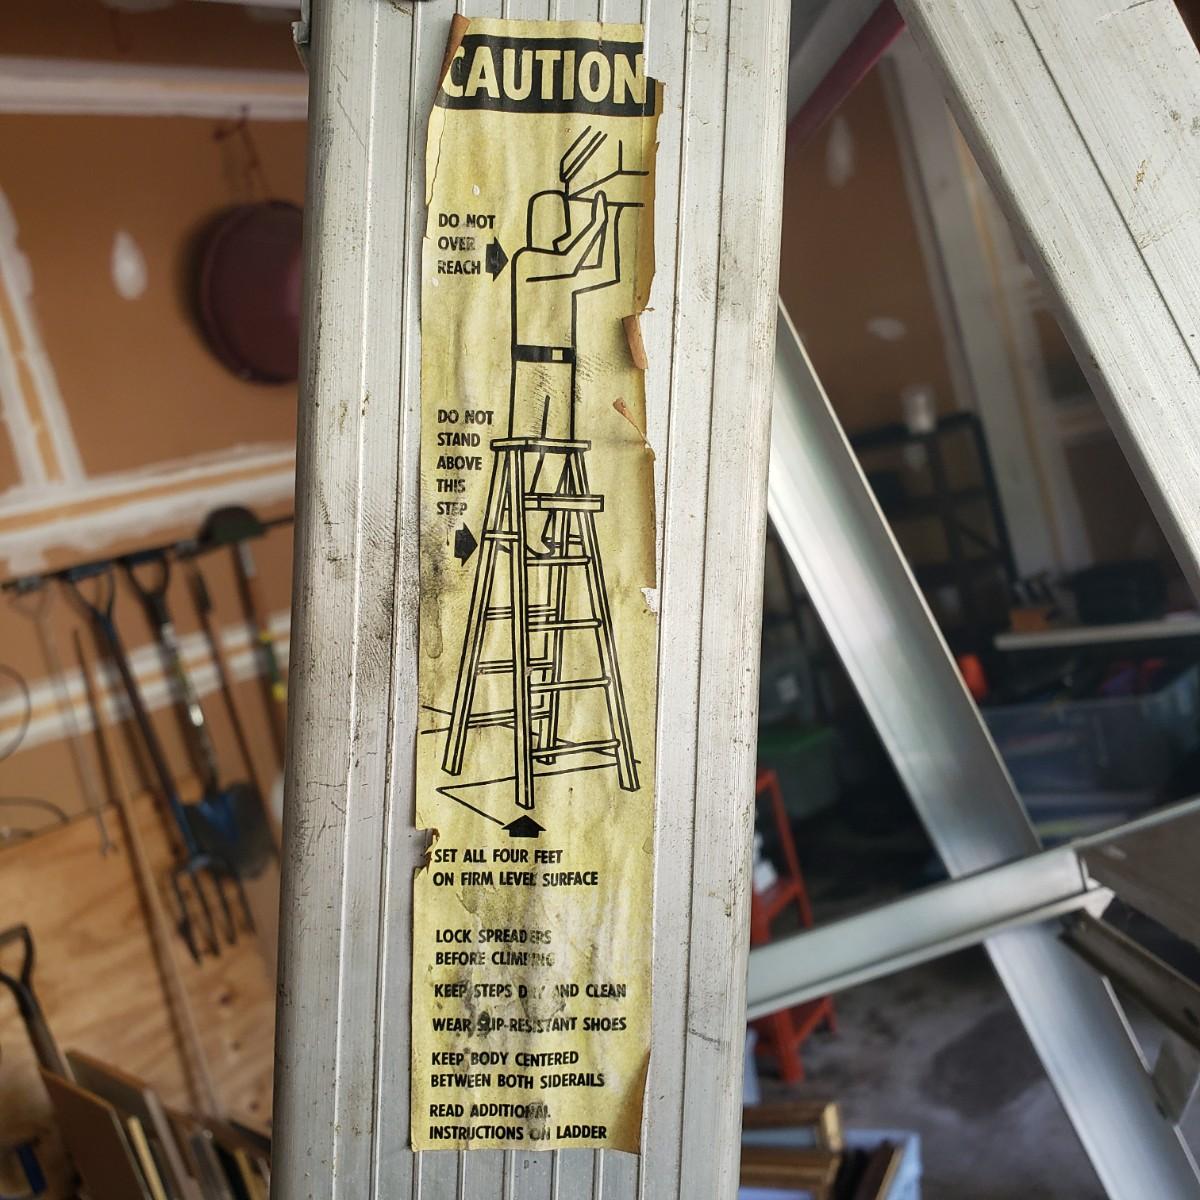 CAUTION
DO NOT
OVER
REACH
DO NOT
STAND
ABOVE
THIS
STEP
SET ALL FOUR FEET
ON FIRM LEVEL SURFACE
LOCK SPREADERS
BEFORE CLIMBING
KEEP STEPS DRY AND CLEAN
WEAR SLIP-RESISTANT SHOES
KEEP BODY CENTERED
BETWEEN BOTH SIDERAILS
READ ADDITIONAL
INSTRUCTIONS ON LADDER